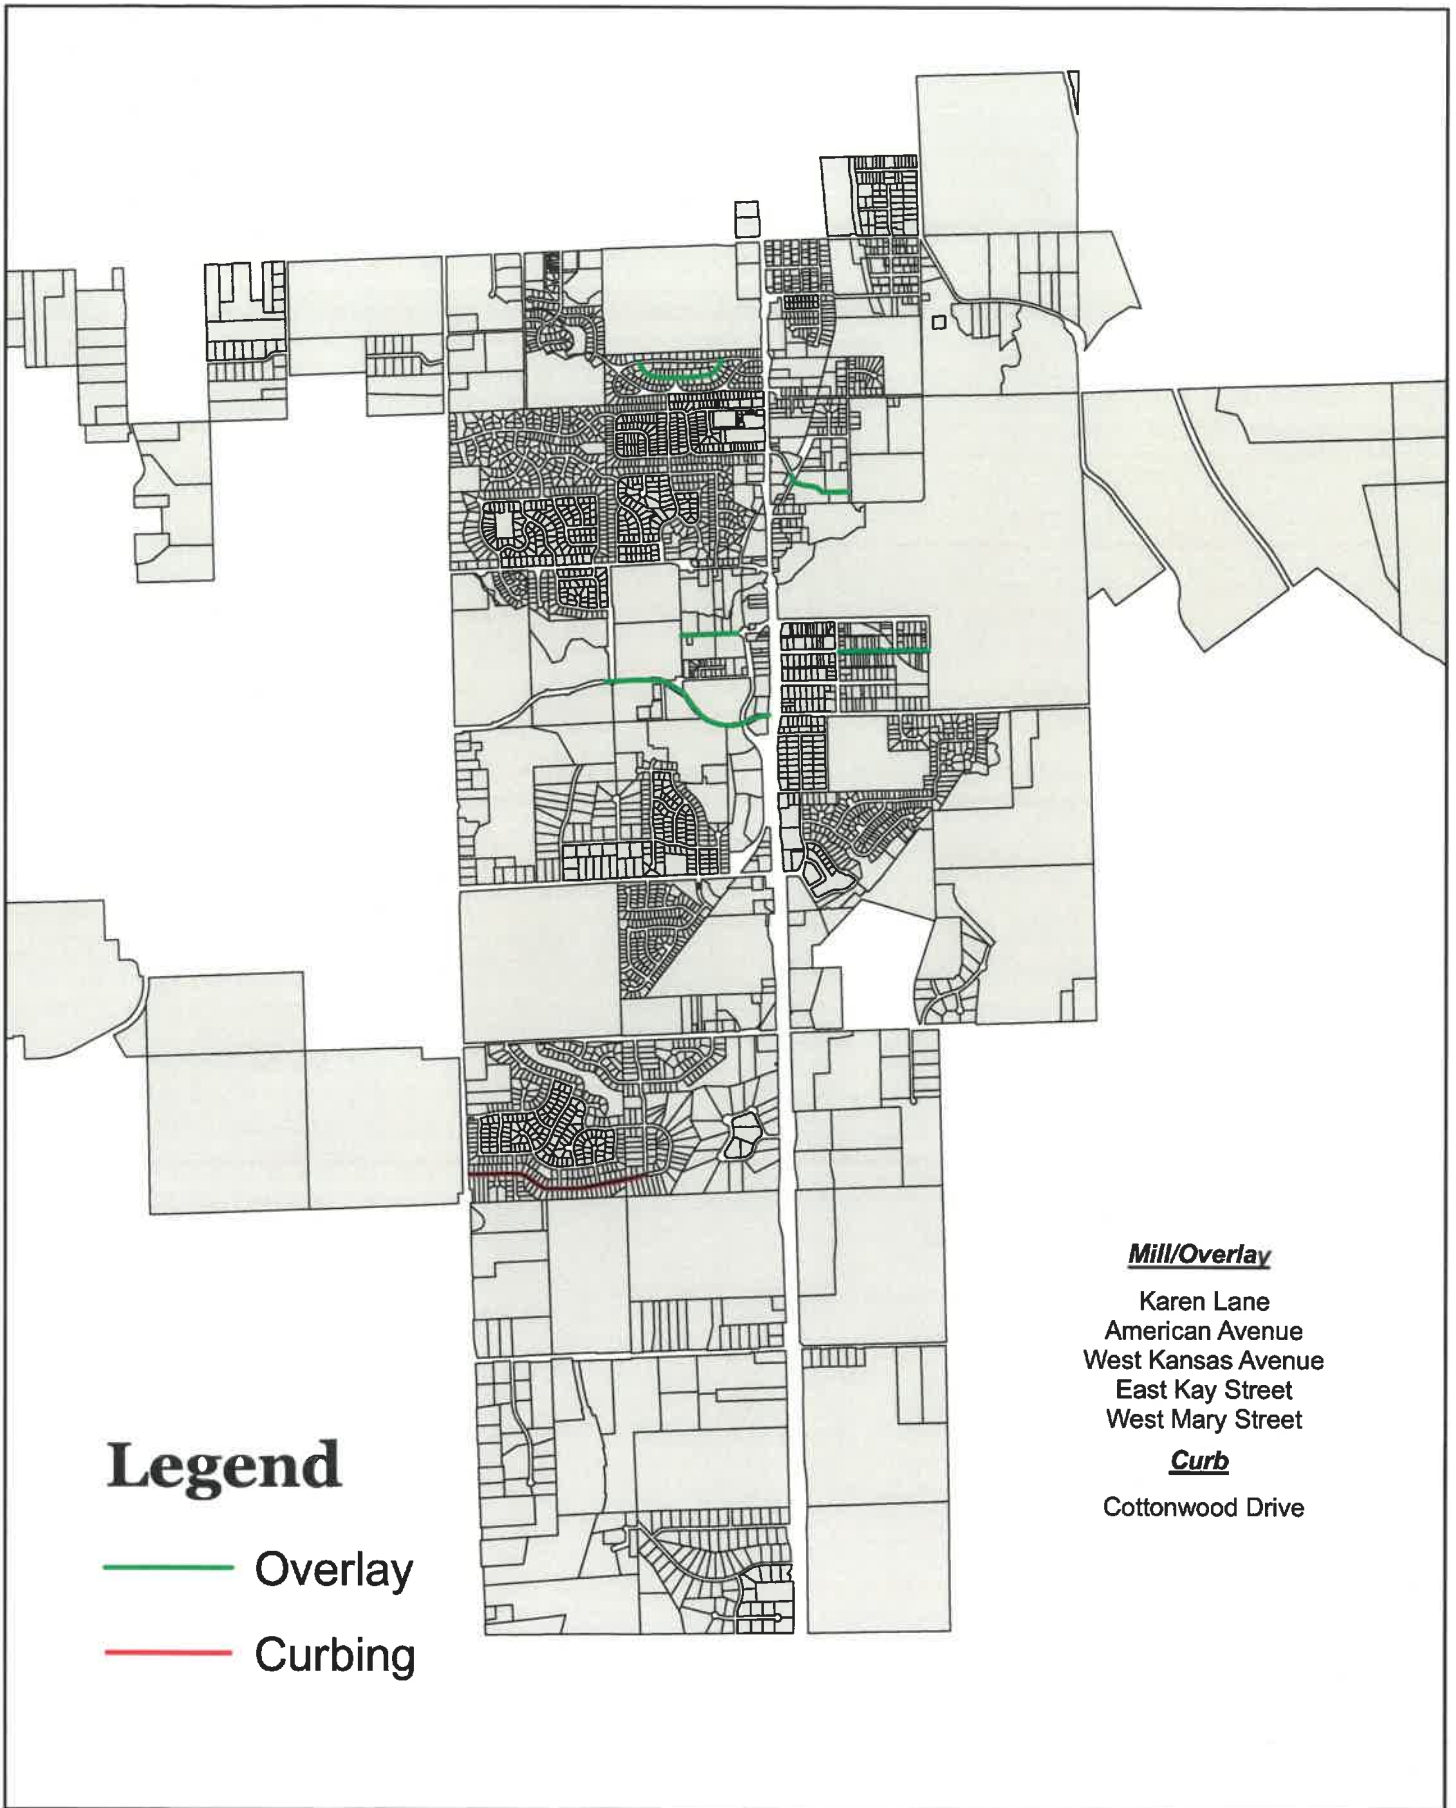 Mill/Overlay
Karen Lane
American Avenue
West Kansas Avenue
East Kay Street
West Mary Street
Curb
Cottonwood Drive
Legend
Overlay
Curbing